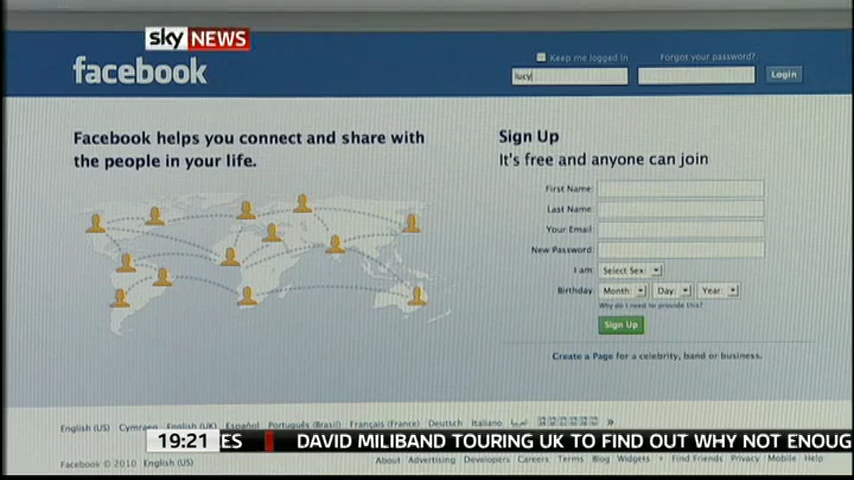 sky NEWS
facebook
Keep me logged in
Forgot your password?
lucy
Login
Facebook helps you connect and share with
the people in your life.
Sign Up
It's free and anyone can join
First Name:
Last Name:
Your Email:
New Password:
I am:
Select Sex:
Birthday:
Month:
Day:
Year:
Why do I need to provide this?
Sign Up
Create a Page for a celebrity, band or business.
English (US) Cymraeg English (UK) Español Português (Brasil) Français (France) Deutsch Italiano العربية »
19:21 ES DAVID MILIBAND TOURING UK TO FIND OUT WHY NOT ENOUG
Facebook © 2010 English (US)
About Advertising Developers Careers Terms Blog Widgets • Find Friends Privacy Mobile Help